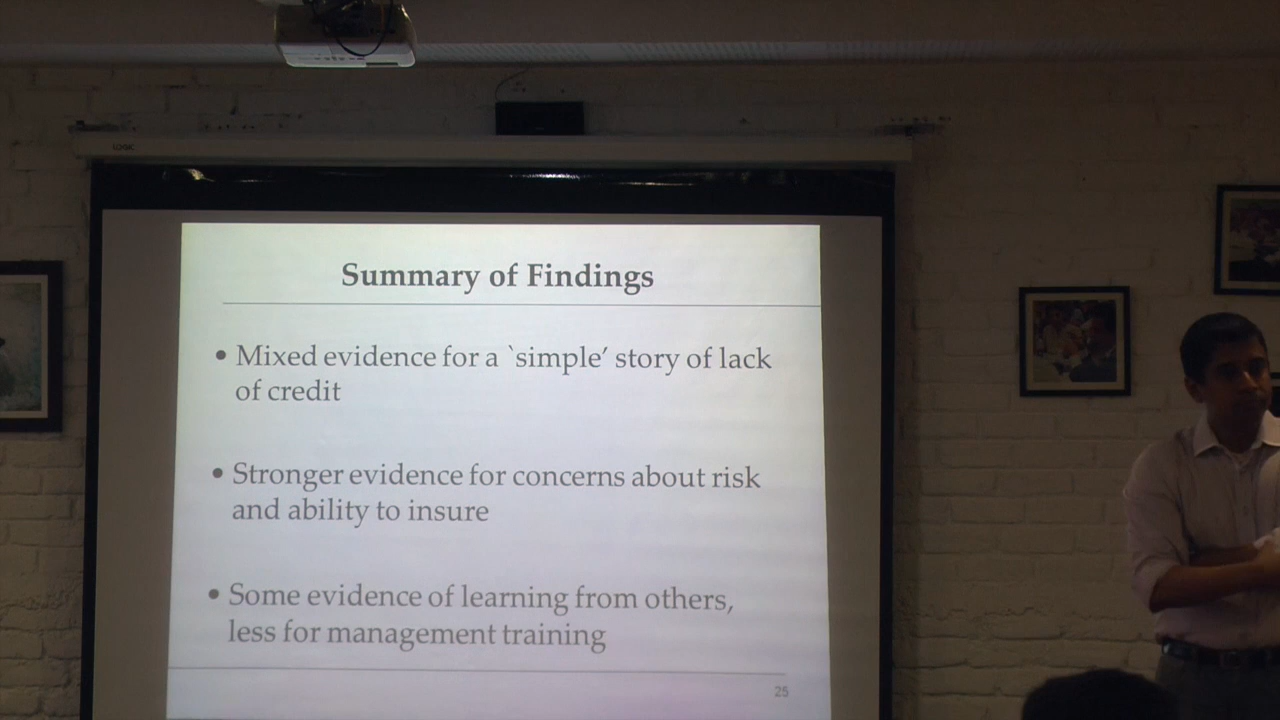 LOGIC
Summary of Findings
• Mixed evidence for a `simple’ story of lack
of credit
• Stronger evidence for concerns about risk
and ability to insure
• Some evidence of learning from others,
less for management training
25